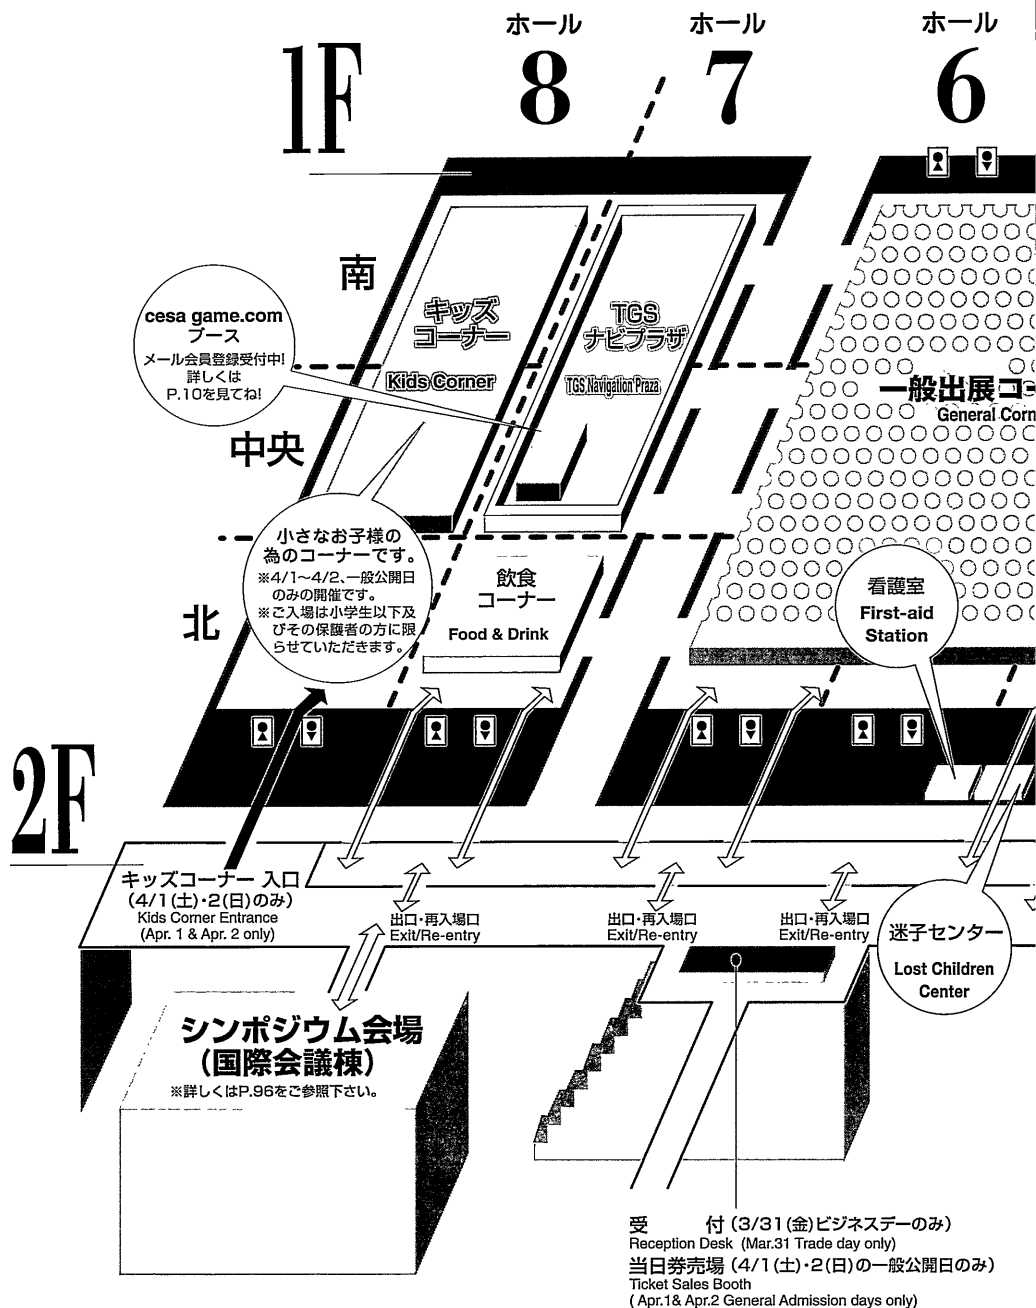 1F
ホール
8
ホール
7
ホール
6
南
中央
北
cesa game.com
ブース
メール会員登録受付中!
詳しくは
P.10を見てね!
キッズ
コーナー
Kids Corner
TGS
ナビプラザ
TGS Navigation Praza
一般出展コー
General Corn
小さなお子様の
為のコーナーです。
※4/1〜4/2、一般公開日
のみの開催です。
※ご入場は小学生以下及
びその保護者の方に限
らせていただきます。
飲食
コーナー
Food & Drink
看護室
First-aid
Station
2F
キッズコーナー 入口
(4/1(土)・2(日)のみ)
Kids Corner Entrance
(Apr. 1 & Apr. 2 only)
出口・再入場口
Exit/Re-entry
出口・再入場口
Exit/Re-entry
出口・再入場口
Exit/Re-entry
迷子センター
Lost Children
Center
シンポジウム会場
(国際会議棟)
※詳しくはP.96をご参照下さい。
受 付 (3/31(金)ビジネスデーのみ)
Reception Desk (Mar.31 Trade day only)
当日券売場 (4/1(土)・2(日)の一般公開日のみ)
Ticket Sales Booth
( Apr.1& Apr.2 General Admission days only)